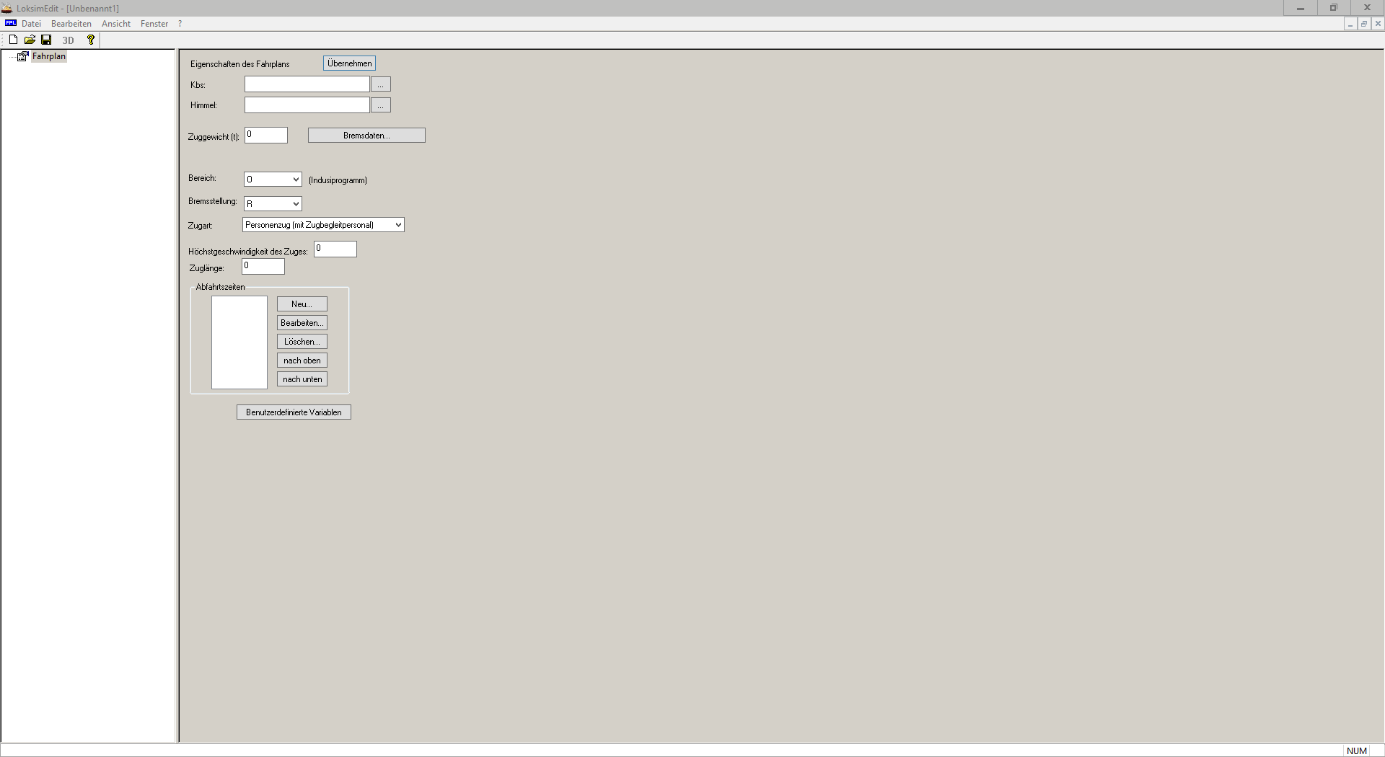 LoksimEdit - [Unbenannt1]
FPL Datei Bearbeiten Ansicht Fenster ?
3D
Fahrplan
Eigenschaften des Fahrplans Übernehmen
Kbs: ...
Himmel: ...
Zuggewicht (t): 0 Bremsdaten...
Bereich: O (Indusiprogramm)
Bremsstellung: R
Zugart: Personenzug (mit Zugbegleitpersonal)
Höchstgeschwindigkeit des Zuges: 0
Zuglänge: 0
Abfahrtszeiten
Neu...
Bearbeiten...
Löschen...
nach oben
nach unten
Benutzerdefinierte Variablen
NUM